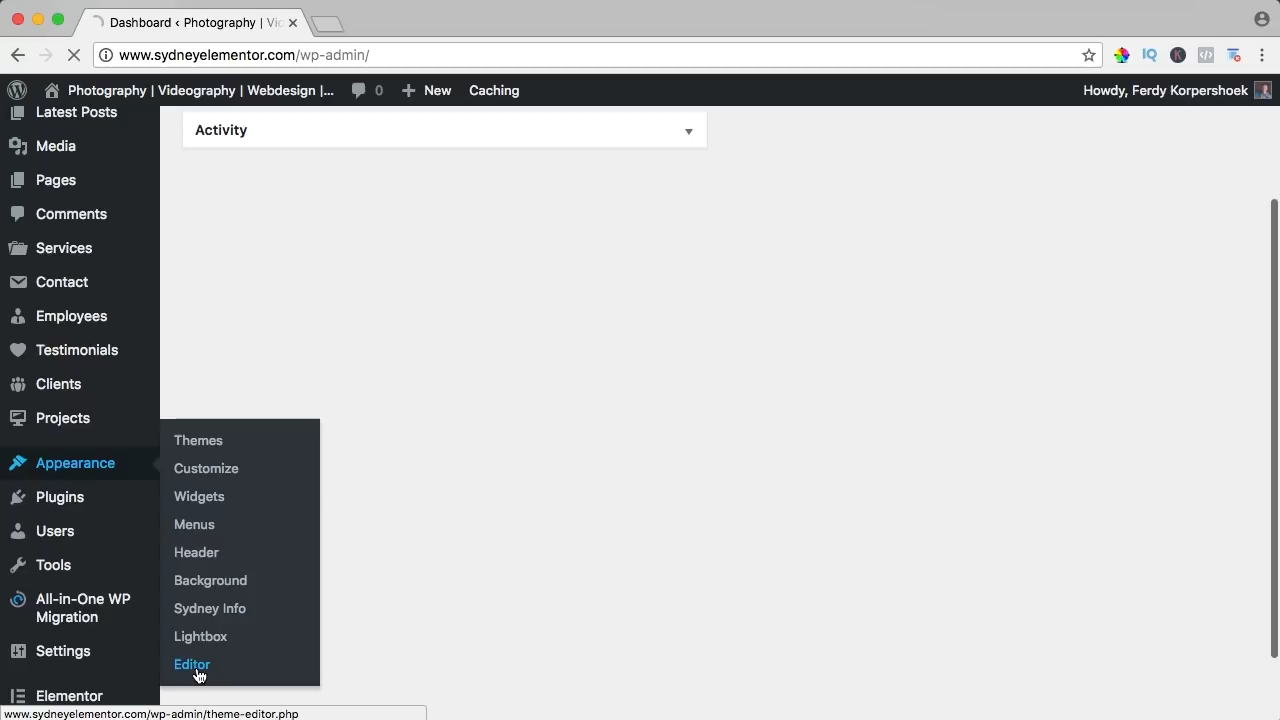 Dashboard ‹ Photography | Vi
www.sydneyelementor.com/wp-admin/
IQ
K
Photography | Videography | Webdesign |...
0
New
Caching
Howdy, Ferdy Korpershoek
Latest Posts
Media
Pages
Comments
Services
Contact
Employees
Testimonials
Clients
Projects
Appearance
Plugins
Users
Tools
All-in-One WP
Migration
Settings
Elementor
Activity
Themes
Customize
Widgets
Menus
Header
Background
Sydney Info
Lightbox
Editor
www.sydneyelementor.com/wp-admin/theme-editor.php